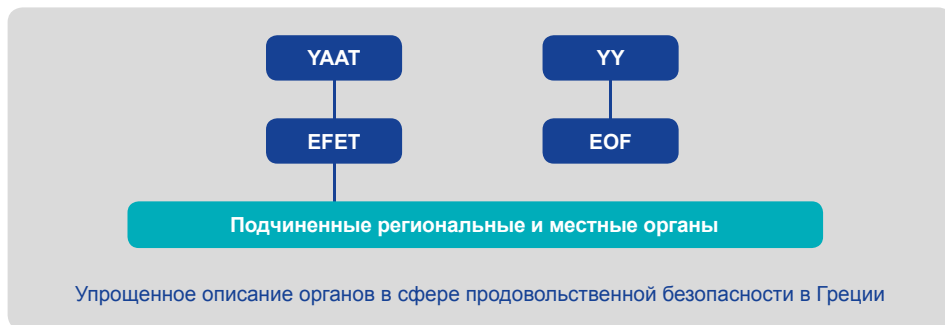 YAAT
YY
EFET
EOF
Подчиненные региональные и местные органы
Упрощенное описание органов в сфере продовольственной безопасности в Греции